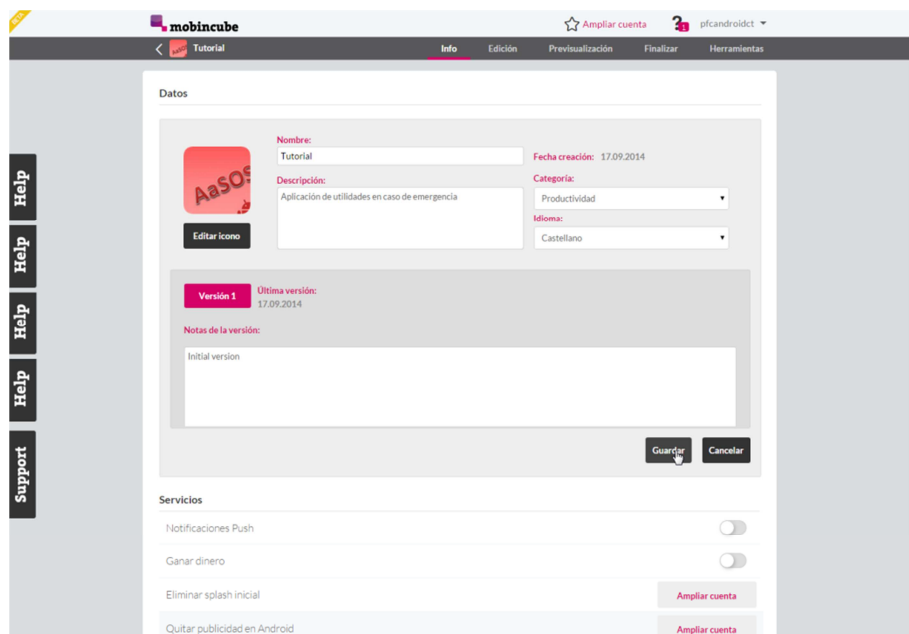 BETA
mobincube
Ampliar cuenta
pfcandroidct
Tutorial
Info
Edición
Previsualización
Finalizar
Herramientas
Datos
AaSOS
Editar icono
Nombre:
Tutorial
Descripción:
Aplicación de utilidades en caso de emergencia
Fecha creación: 17.09.2014
Categoría:
Productividad
Idioma:
Castellano
Versión 1
Última versión:
17.09.2014
Notas de la versión:
Initial version
Guardar
Cancelar
Servicios
Notificaciones Push
Ganar dinero
Eliminar splash inicial
Ampliar cuenta
Quitar publicidad en Android
Ampliar cuenta
Help
Help
Help
Help
Support